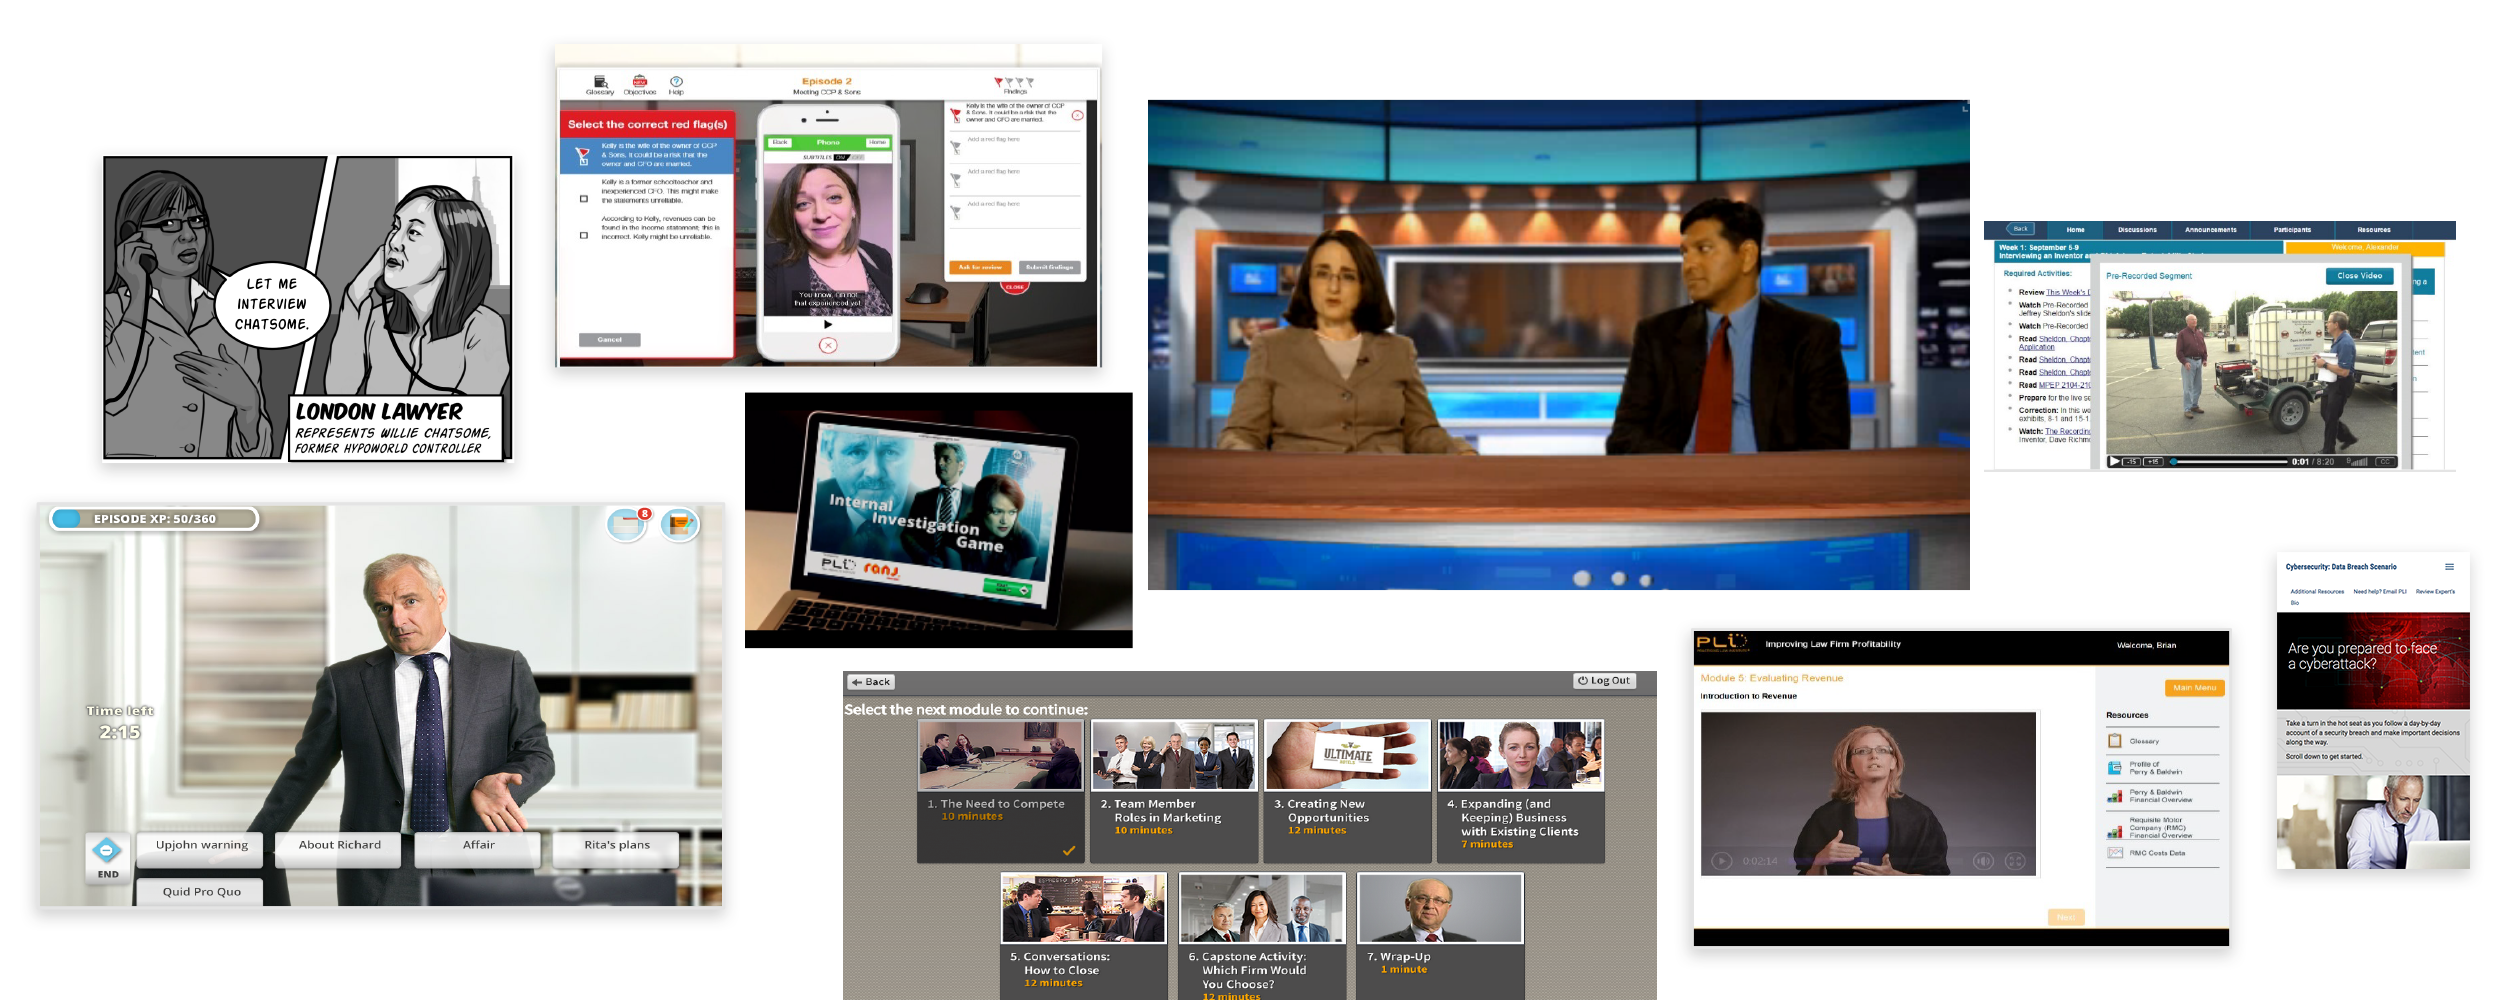 LET ME
INTERVIEW
CHATSOME.
LONDON LAWYER
REPRESENTS WILLIE CHATSOME,
FORMER HYPOWORLD CONTROLLER
Glossary
Objectives
Help
Episode 2
Meeting CCP & Sons
Findings
Select the correct red flag(s)
Kelly is the wife of the owner of CCP
& Sons. It could be a risk that the
owner and CFO are married.
Kelly is a former schoolteacher and
inexperienced CFO. This might make
the statements unreliable.
According to Kelly, revenues can be
found in the income statement; this is
incorrect. Kelly might be unreliable.
Cancel
Back
Phone
Home
SUBTITLES
You know, I'm not
that experienced yet.
Kelly is the wife of the owner of CCP
& Sons. It could be a risk that the
owner and CFO are married.
Add a red flag here
Add a red flag here
Add a red flag here
Ask for review
Submit findings
CLOSE
Back
Home
Discussions
Announcements
Participants
Resources
Week 1: September 5-9
Interviewing an Inventor
Welcome, Alexander
Required Activities:
Review This Week's
Watch Pre-Recorded
Jeffrey Sheldon's slide
Watch Pre-Recorded
Read Sheldon, Chapt
Application
Read Sheldon, Chapt
Read Sheldon, Chapt
Read MPEP 2104-210
Prepare for the live se
Correction: In this we
exhibits, 8-1 and 15-1
Watch: The Recording
Inventor, Dave Richm
Pre-Recorded Segment
Close Video
-15
+15
0:01 / 8:20
CC
EPISODE XP: 50/360
8
Time left
2:15
END
Upjohn warning
About Richard
Affair
Rita's plans
Quid Pro Quo
Internal
Investigation
Game
PLI
ranj
Back
Log Out
Select the next module to continue:
1. The Need to Compete
10 minutes
2. Team Member
Roles in Marketing
10 minutes
ULTIMATE
HOTELS
3. Creating New
Opportunities
12 minutes
4. Expanding (and
Keeping) Business
with Existing Clients
7 minutes
ESPRESSO BAR
5. Conversations:
How to Close
12 minutes
6. Capstone Activity:
Which Firm Would
You Choose?
12 minutes
7. Wrap-Up
1 minute
PLI
Improving Law Firm Profitability
Welcome, Brian
Module 5: Evaluating Revenue
Introduction to Revenue
0:02:14
Main Menu
Resources
Glossary
Profile of
Perry & Baldwin
Perry & Baldwin
Financial Overview
Requisite Motor
Company (RMC)
Financial Overview
RMC Costs Data
Next
Cybersecurity: Data Breach Scenario
Additional Resources
Need help? Email PLI
Review Expert's
Bio
Are you prepared to face
a cyberattack?
Take a turn in the hot seat as you follow a day-by-day
account of a security breach and make important decisions
along the way.
Scroll down to get started.